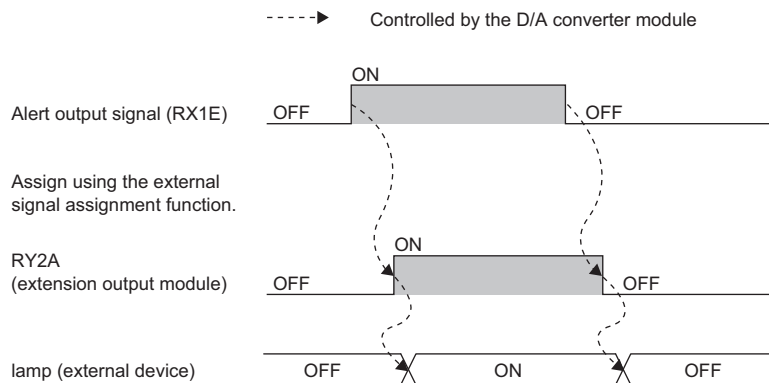 Controlled by the D/A converter module
ON
Alert output signal (RX1E) OFF OFF
Assign using the external
signal assignment function.
ON
RY2A
(extension output module) OFF OFF
lamp (external device) OFF ON OFF